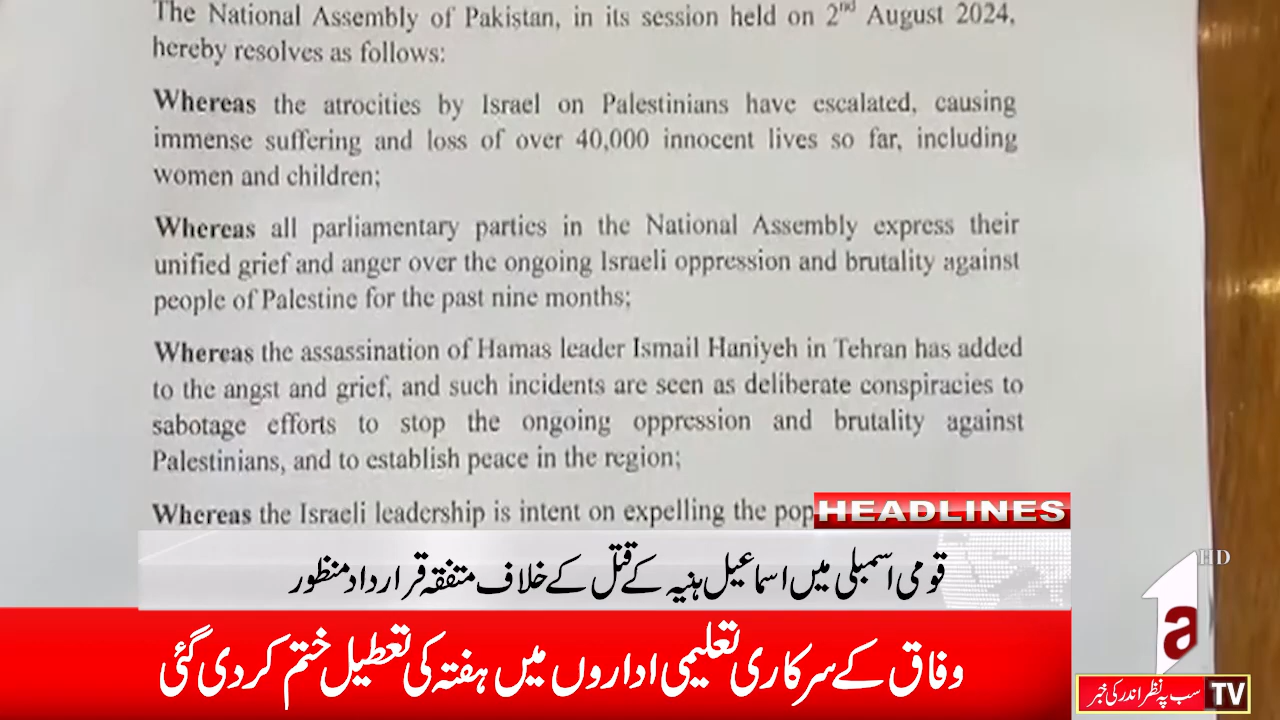 The National Assembly of Pakistan, in its session held on 2nd August 2024,
hereby resolves as follows:
Whereas the atrocities by Israel on Palestinians have escalated, causing
immense suffering and loss of over 40,000 innocent lives so far, including
women and children;
Whereas all parliamentary parties in the National Assembly express their
unified grief and anger over the ongoing Israeli oppression and brutality against
people of Palestine for the past nine months;
Whereas the assassination of Hamas leader Ismail Haniyeh in Tehran has added
to the angst and grief, and such incidents are seen as deliberate conspiracies to
sabotage efforts to stop the ongoing oppression and brutality against
Palestinians, and to establish peace in the region;
Whereas the Israeli leadership is intent on expelling the pop
HEADLINES
قومی اسمبلی میں اسماعیل ہنیہ کے قتل کے خلاف متفقہ قرارداد منظور
وفاق کے سرکاری تعلیمی اداروں میں ہفتہ کی تعطیل ختم کر دی گئی
HD
1
a
سب پہ نظر اندر کی خبر
TV